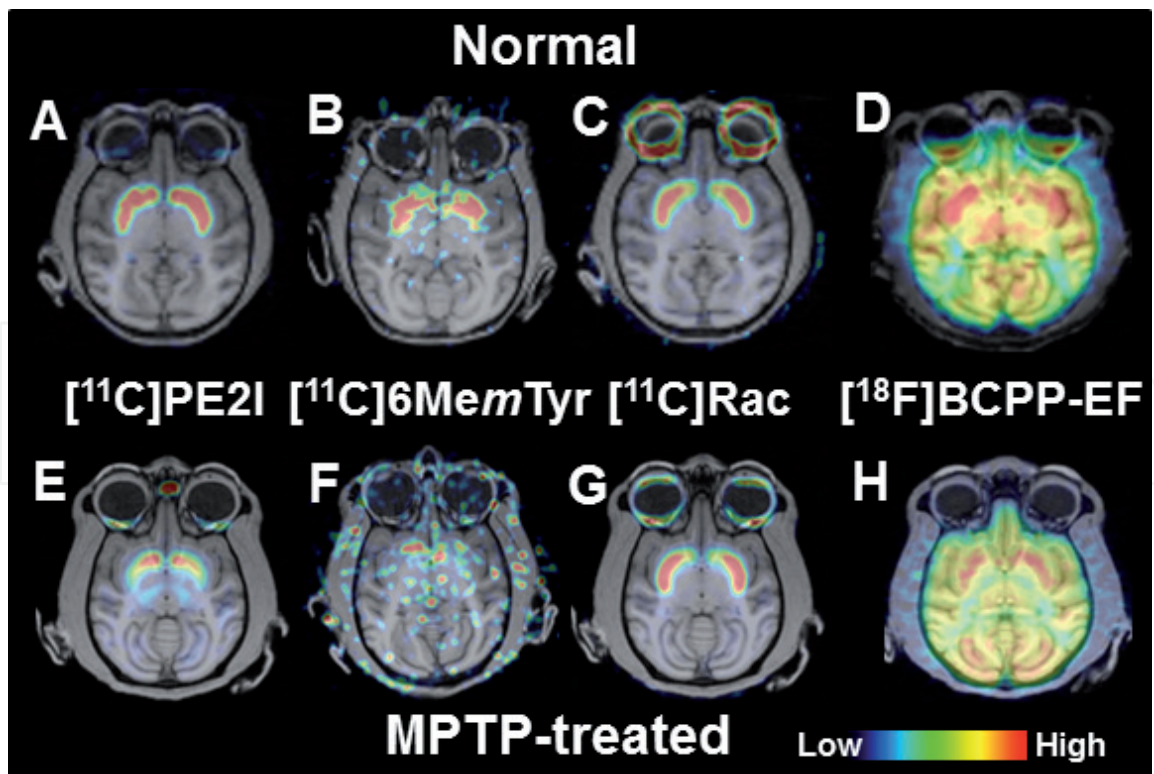 Normal
A B C D
[¹¹C]PE2I [¹¹C]6MemTyr [¹¹C]Rac [¹⁸F]BCPP-EF
E F G H
MPTP-treated
Low High